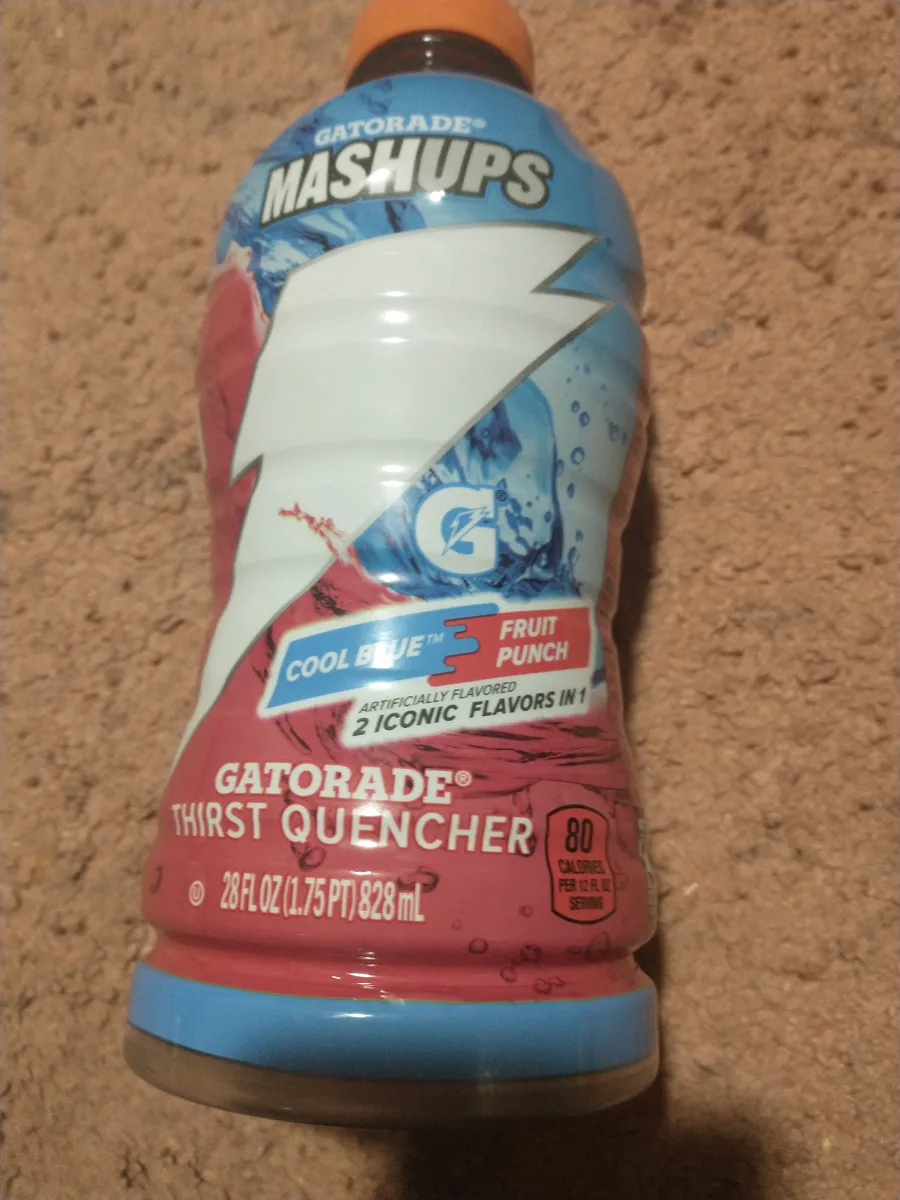 GATORADE®
MASHUPS
G®
COOL BLUE™
FRUIT
PUNCH
ARTIFICIALLY FLAVORED
2 ICONIC FLAVORS IN 1
GATORADE®
THIRST QUENCHER
80
CALORIES
PER 12 FL OZ
SERVING
U 28 FL OZ (1.75 PT) 828 mL